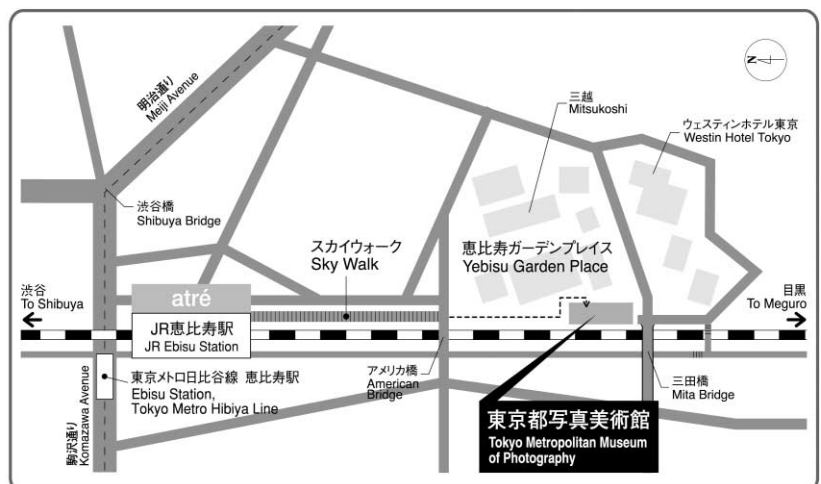 明治通り
Meiji Avenue
N
三越
Mitsukoshi
ウェスティンホテル東京
Westin Hotel Tokyo
渋谷橋
Shibuya Bridge
スカイウォーク
Sky Walk
恵比寿ガーデンプレイス
Yebisu Garden Place
渋谷
To Shibuya
atré
目黒
To Meguro
JR恵比寿駅
JR Ebisu Station
アメリカ橋
American
Bridge
東京メトロ日比谷線 恵比寿駅
Ebisu Station,
Tokyo Metro Hibiya Line
三田橋
Mita Bridge
駒沢通り
Komazawa Avenue
東京都写真美術館
Tokyo Metropolitan Museum
of Photography